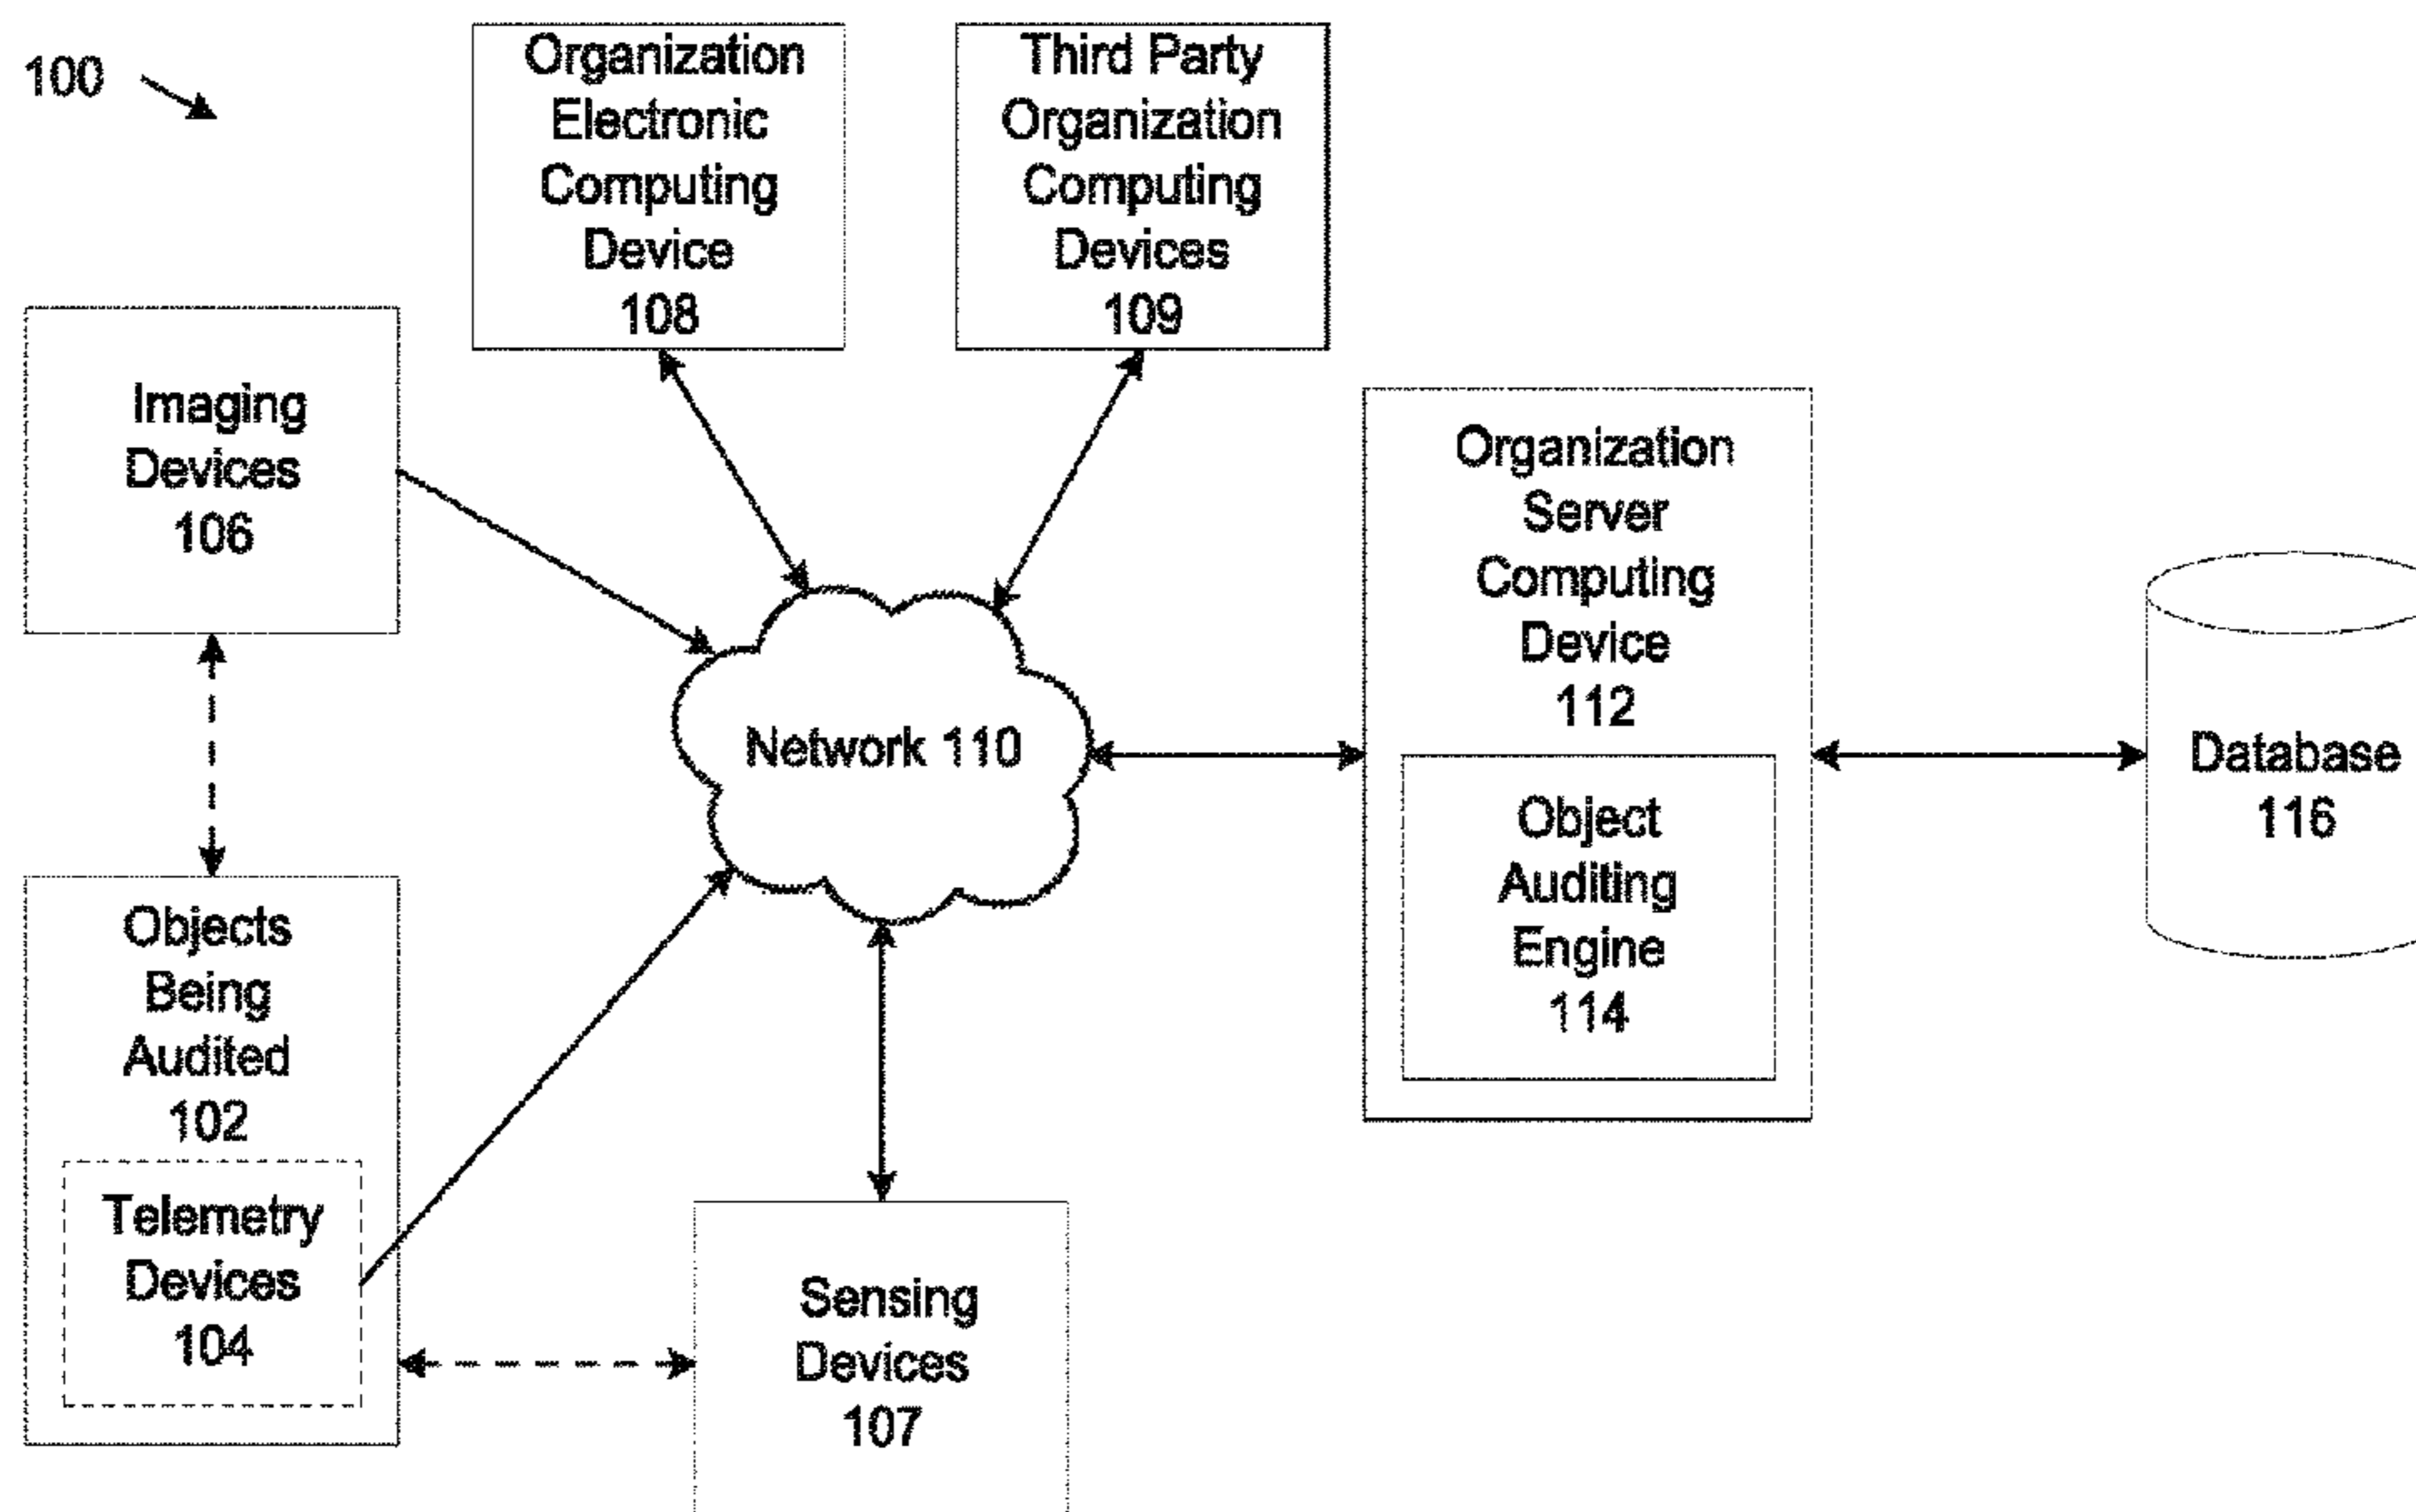 100
Organization
Electronic
Computing
Device
108
Third Party
Organization
Computing
Devices
109
Imaging
Devices
106
Organization
Server
Computing
Device
112
Network 110
Database
116
Object
Auditing
Engine
114
Objects
Being
Audited
102
Telemetry
Devices
104
Sensing
Devices
107